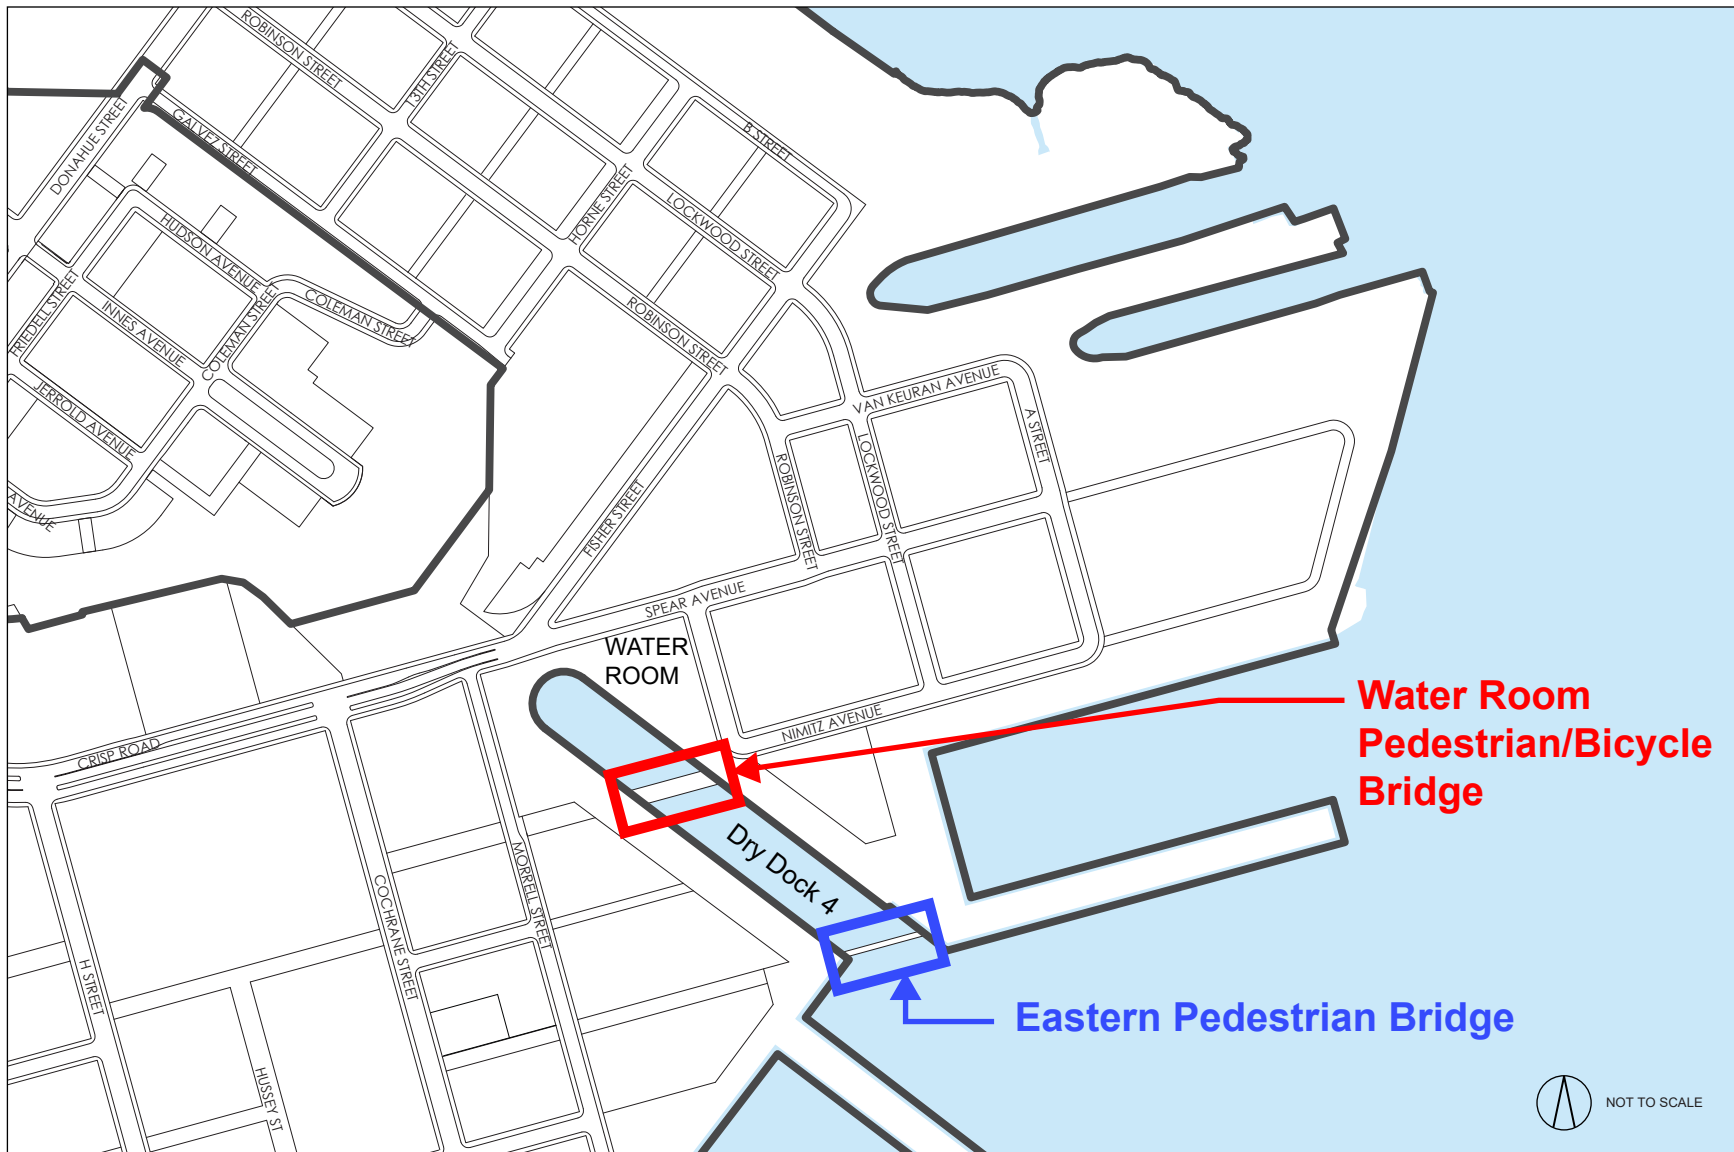 ROBINSON STREET
13TH STREET
B STREET
DONAHUE STREET
GALVEZ STREET
HORNE STREET
LOCKWOOD STREET
HUDSON AVENUE
COLEMAN STREET
COLEMAN STREET
FRIEDELL STREET
INNES AVENUE
ROBINSON STREET
JERROLD AVENUE
VAN KEURAN AVENUE
A STREET
LOCKWOOD STREET
ROBINSON STREET
AVENUE
FISHER STREET
SPEAR AVENUE
WATER
ROOM
NIMITZ AVENUE
Water Room
Pedestrian/Bicycle
Bridge
CRISP ROAD
Dry Dock 4
MORRELL STREET
COCHRANE STREET
H STREET
Eastern Pedestrian Bridge
HUSSEY ST
NOT TO SCALE